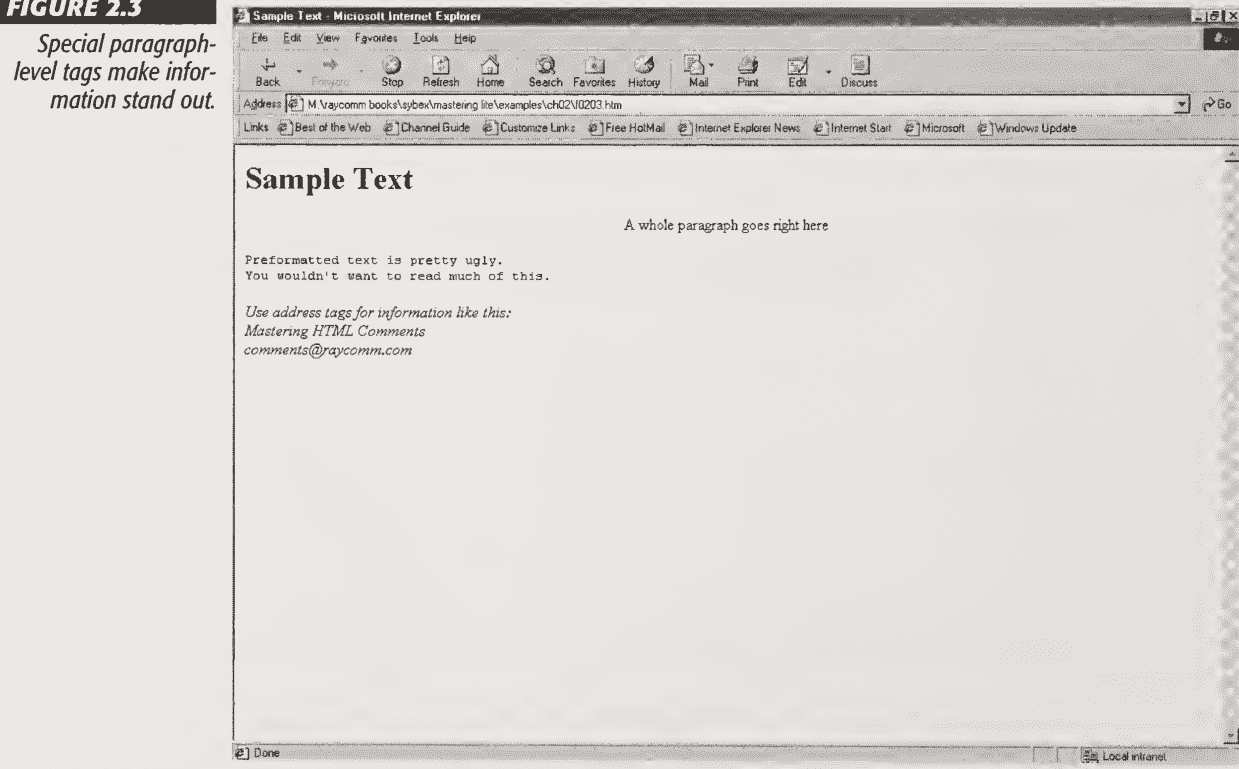 FIGURE 2.3
Special paragraph-
level tags make infor-
mation stand out.
Sample Text - Microsoft Internet Explorer
File Edit View Favorites Tools Help
Back Forward Stop Refresh Home Search Favorites History Mail Print Edit Discuss
Address M:\raycomm books\sybex\mastering lite\examples\ch02\f0203.htm Go
Links Best of the Web Channel Guide Customize Links Free HotMail Internet Explorer News Internet Start Microsoft Windows Update
Sample Text
A whole paragraph goes right here
Preformatted text is pretty ugly.
You wouldn't want to read much of this.
Use address tags for information like this:
Mastering HTML Comments
comments@raycomm.com
Done Local intranet